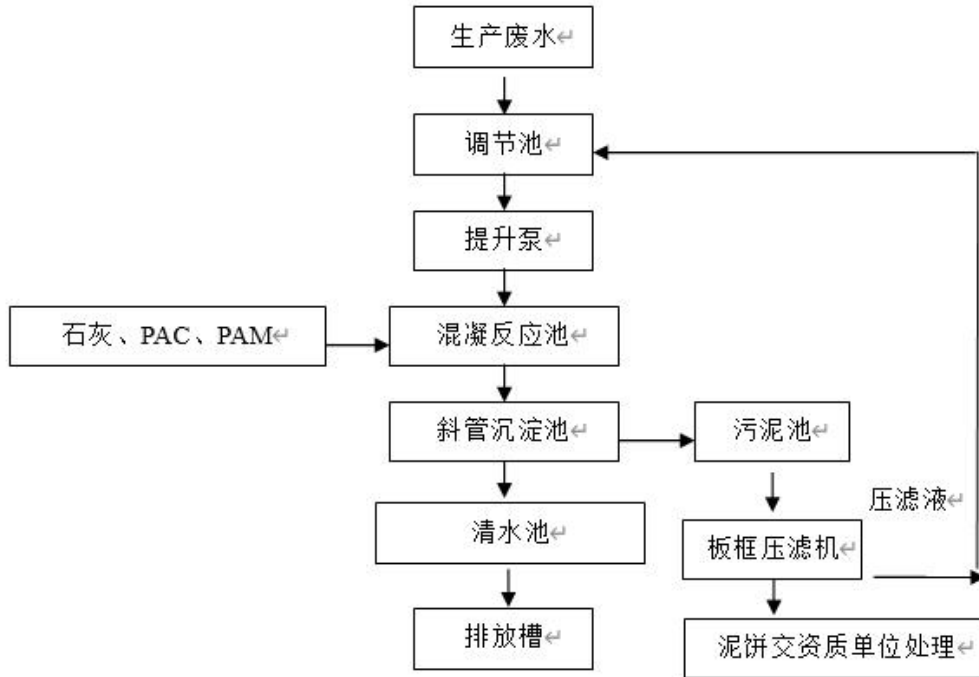 生产废水↵
调节池↵
提升泵↵
石灰、PAC、PAM↵
混凝反应池↵
斜管沉淀池↵
污泥池↵
压滤液↵
清水池↵
板框压滤机↵
排放槽↵
泥饼交资质单位处理↵